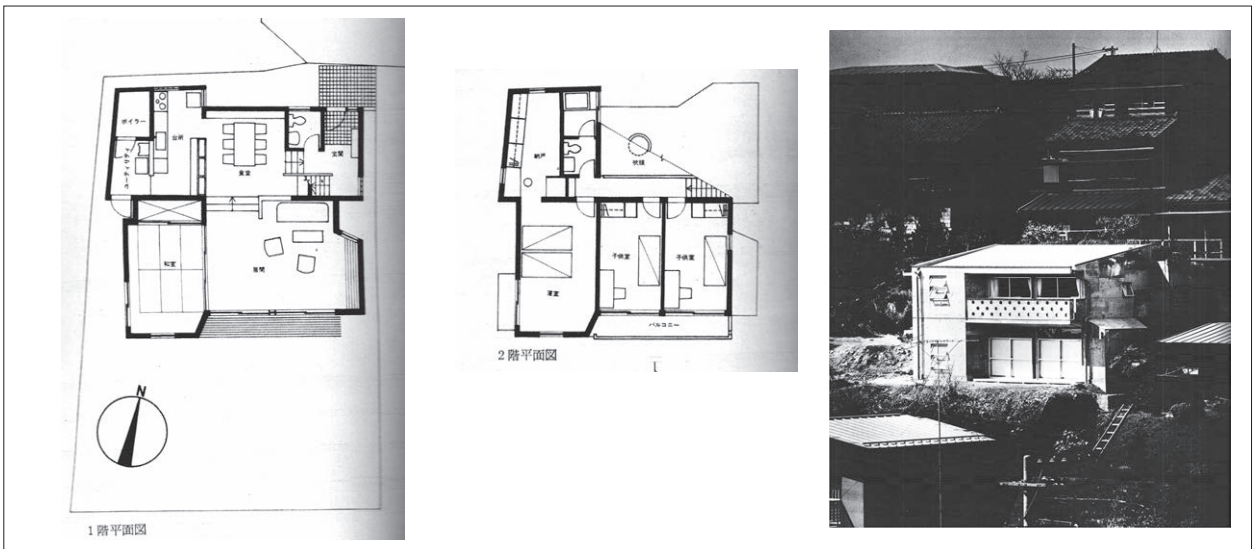 ボイラー
台所
食堂
玄関
和室
居間
N
1階平面図
納戸
吹抜
寝室
子供室
子供室
バルコニー
2階平面図